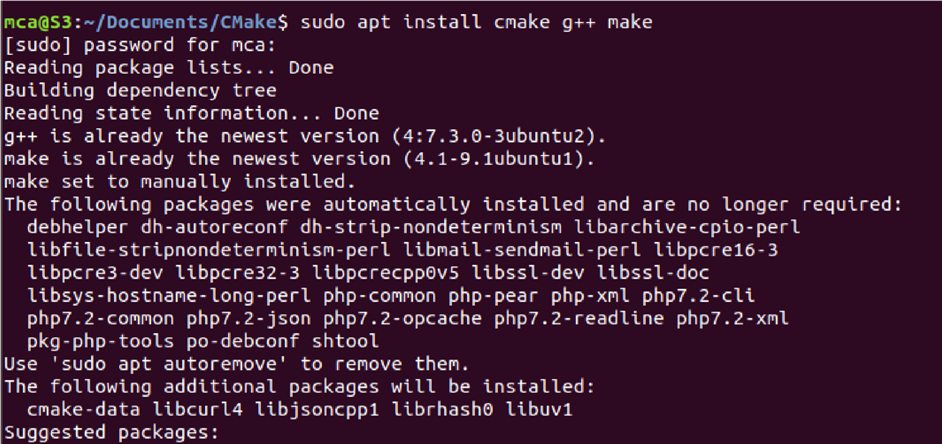 mca@S3:~/Documents/CMake$ sudo apt install cmake g++ make
[sudo] password for mca:
Reading package lists... Done
Building dependency tree
Reading state information... Done
g++ is already the newest version (4:7.3.0-3ubuntu2).
make is already the newest version (4.1-9.1ubuntu1).
make set to manually installed.
The following packages were automatically installed and are no longer required:
  debhelper dh-autoreconf dh-strip-nondeterminism libarchive-cpio-perl
  libfile-stripnondeterminism-perl libmail-sendmail-perl libpcre16-3
  libpcre3-dev libpcre32-3 libpcrecpp0v5 libssl-dev libssl-doc
  libsys-hostname-long-perl php-common php-pear php-xml php7.2-cli
  php7.2-common php7.2-json php7.2-opcache php7.2-readline php7.2-xml
  pkg-php-tools po-debconf shtool
Use 'sudo apt autoremove' to remove them.
The following additional packages will be installed:
  cmake-data libcurl4 libjsoncpp1 librhash0 libuv1
Suggested packages: